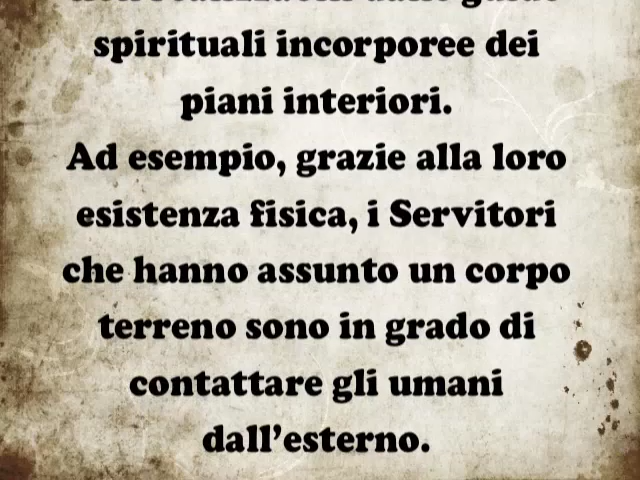 spirituali incorporee dei
piani interiori.
Ad esempio, grazie alla loro
esistenza fisica, i Servitori
che hanno assunto un corpo
terreno sono in grado di
contattare gli umani
dall'esterno.